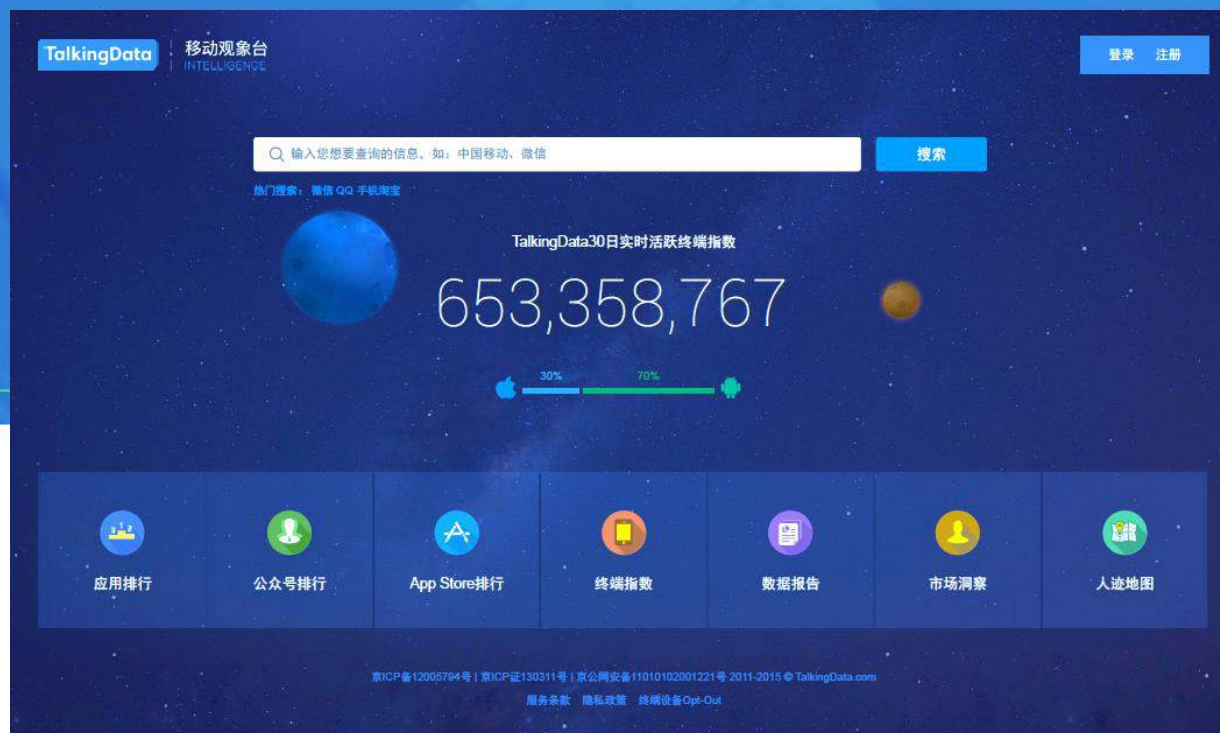 TalkingData
移动观象台
INTELLIGENCE
登录 注册
输入您想要查询的信息，如：中国移动、微信
搜索
热门搜索： 微信 QQ 手机淘宝
TalkingData30日实时活跃终端指数
653,358,767
30% 70%
应用排行 公众号排行 App Store排行 终端指数 数据报告 市场洞察 人迹地图
京ICP备12005794号 | 京ICP证130311号 | 京公网安备11010102001221号 2011-2015 © TalkingData.com
服务条款 隐私政策 终端设备Opt-Out